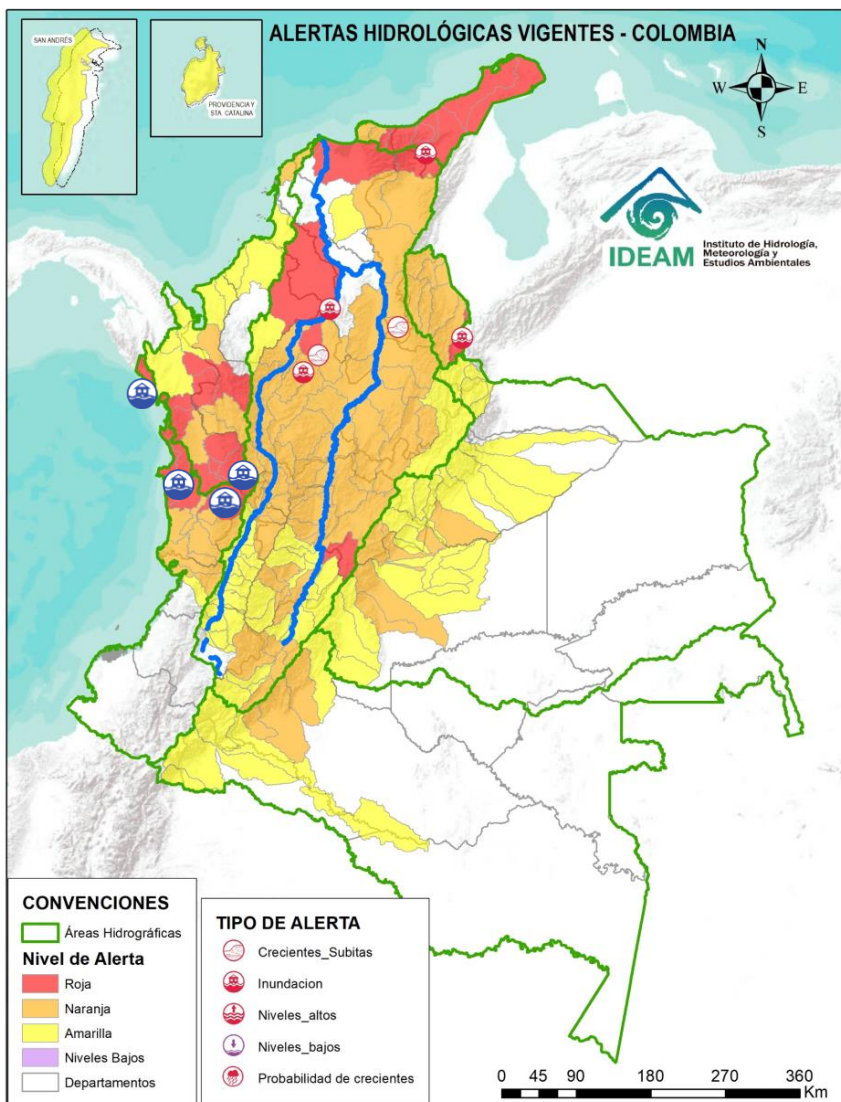 ALERTAS HIDROLÓGICAS VIGENTES - COLOMBIA
SAN ANDRÉS
PROVIDENCIA Y
STA. CATALINA
N
W
E
S
IDEAM
Instituto de Hidrología,
Meteorología y
Estudios Ambientales
CONVENCIONES
Áreas Hidrográficas
Nivel de Alerta
Roja
Naranja
Amarilla
Niveles Bajos
Departamentos
TIPO DE ALERTA
Crecientes_Subitas
Inundacion
Niveles_altos
Niveles_bajos
Probabilidad de crecientes
0 45 90 180 270 360
Km